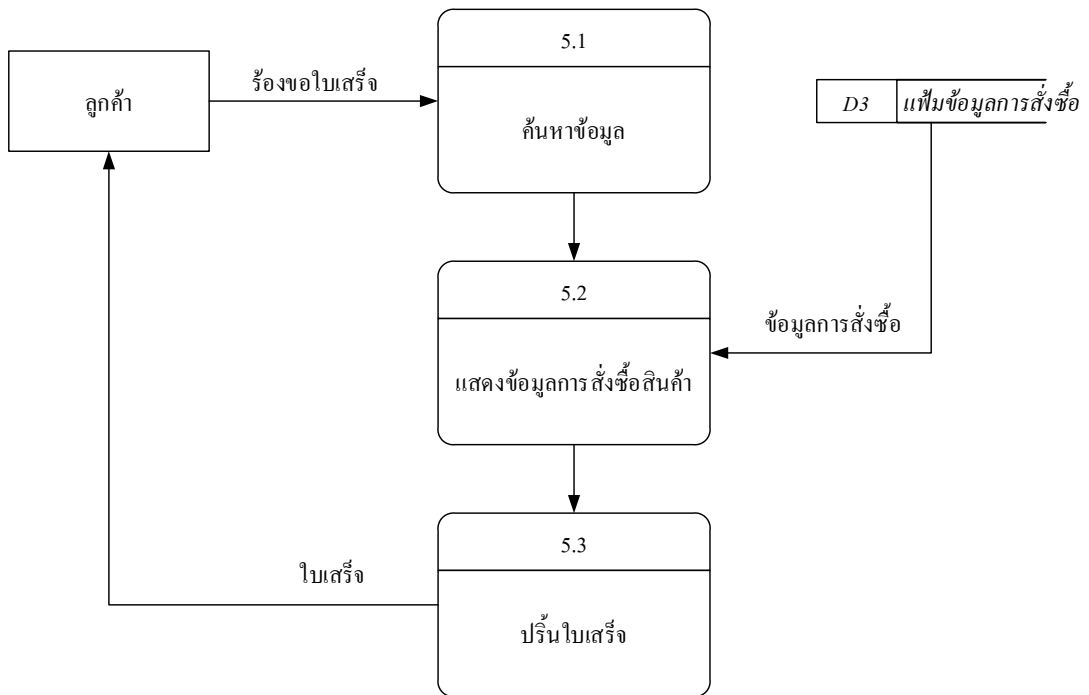 5.1
ลูกค้า
ร้องขอใบเสร็จ
ค้นหาข้อมูล
D3 แฟ้มข้อมูลการสั่งซื้อ
5.2
ข้อมูลการสั่งซื้อ
แสดงข้อมูลการสั่งซื้อสินค้า
5.3
ใบเสร็จ
ปริ้นใบเสร็จ